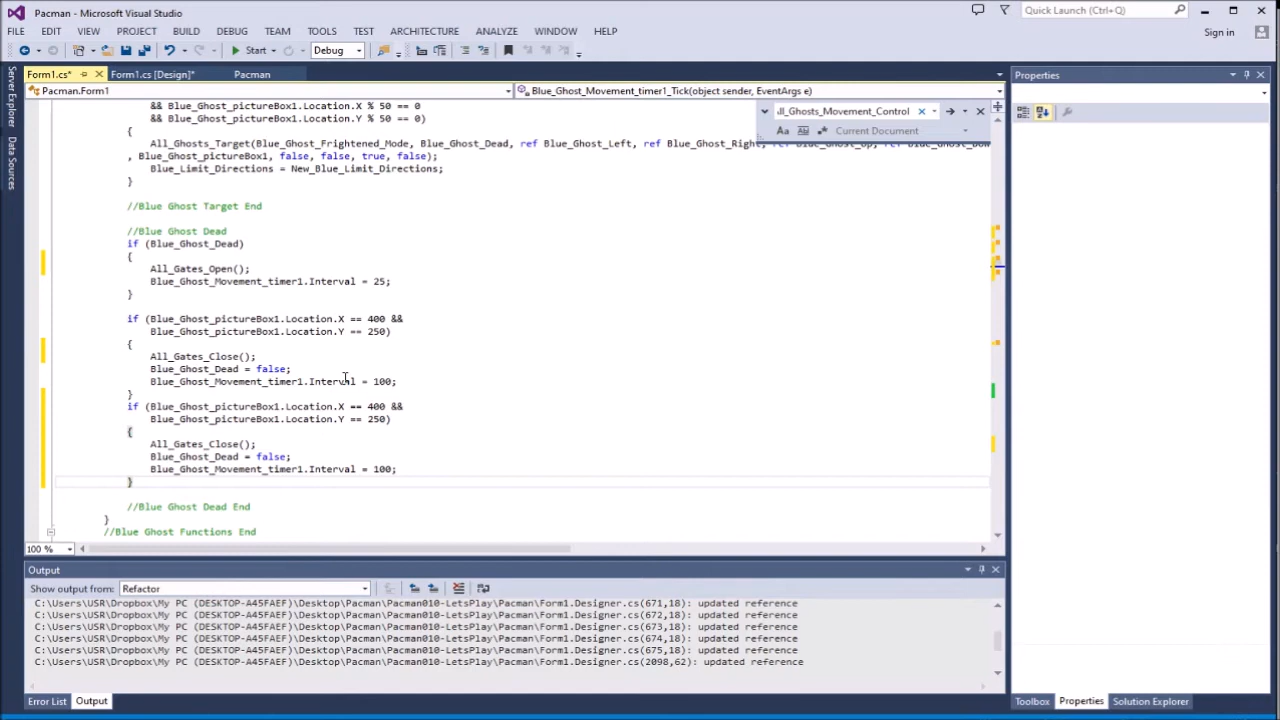 Pacman - Microsoft Visual Studio
Quick Launch (Ctrl+Q)
FILE EDIT VIEW PROJECT BUILD DEBUG TEAM TOOLS TEST ARCHITECTURE ANALYZE WINDOW HELP
Sign in
Start Debug
Form1.cs* Form1.cs [Design]* Pacman
Properties
Server Explorer
Data Sources
Pacman.Form1
Blue_Ghost_Movement_timer1_Tick(object sender, EventArgs e)
ll_Ghosts_Movement_Control
Aa Current Document
&& Blue_Ghost_pictureBox1.Location.X % 50 == 0
&& Blue_Ghost_pictureBox1.Location.Y % 50 == 0)
{
All_Ghosts_Target(Blue_Ghost_Frightened_Mode, Blue_Ghost_Dead, ref Blue_Ghost_Left, ref Blue_Ghost_Right,
, Blue_Ghost_pictureBox1, false, false, true, false);
Blue_Limit_Directions = New_Blue_Limit_Directions;
}
//Blue Ghost Target End
//Blue Ghost Dead
if (Blue_Ghost_Dead)
{
All_Gates_Open();
Blue_Ghost_Movement_timer1.Interval = 25;
}
if (Blue_Ghost_pictureBox1.Location.X == 400 &&
Blue_Ghost_pictureBox1.Location.Y == 250)
{
All_Gates_Close();
Blue_Ghost_Dead = false;
Blue_Ghost_Movement_timer1.Interval = 100;
}
if (Blue_Ghost_pictureBox1.Location.X == 400 &&
Blue_Ghost_pictureBox1.Location.Y == 250)
{
All_Gates_Close();
Blue_Ghost_Dead = false;
Blue_Ghost_Movement_timer1.Interval = 100;
}
//Blue Ghost Dead End
}
//Blue Ghost Functions End
100 %
Output
Show output from: Refactor
C:\Users\USR\Dropbox\My PC (DESKTOP-A45FAEF)\Desktop\Pacman\Pacman010-LetsPlay\Pacman\Form1.Designer.cs(671,18): updated reference
C:\Users\USR\Dropbox\My PC (DESKTOP-A45FAEF)\Desktop\Pacman\Pacman010-LetsPlay\Pacman\Form1.Designer.cs(672,18): updated reference
C:\Users\USR\Dropbox\My PC (DESKTOP-A45FAEF)\Desktop\Pacman\Pacman010-LetsPlay\Pacman\Form1.Designer.cs(673,18): updated reference
C:\Users\USR\Dropbox\My PC (DESKTOP-A45FAEF)\Desktop\Pacman\Pacman010-LetsPlay\Pacman\Form1.Designer.cs(674,18): updated reference
C:\Users\USR\Dropbox\My PC (DESKTOP-A45FAEF)\Desktop\Pacman\Pacman010-LetsPlay\Pacman\Form1.Designer.cs(675,18): updated reference
C:\Users\USR\Dropbox\My PC (DESKTOP-A45FAEF)\Desktop\Pacman\Pacman010-LetsPlay\Pacman\Form1.Designer.cs(2098,62): updated reference
Error List Output
Toolbox Properties Solution Explorer